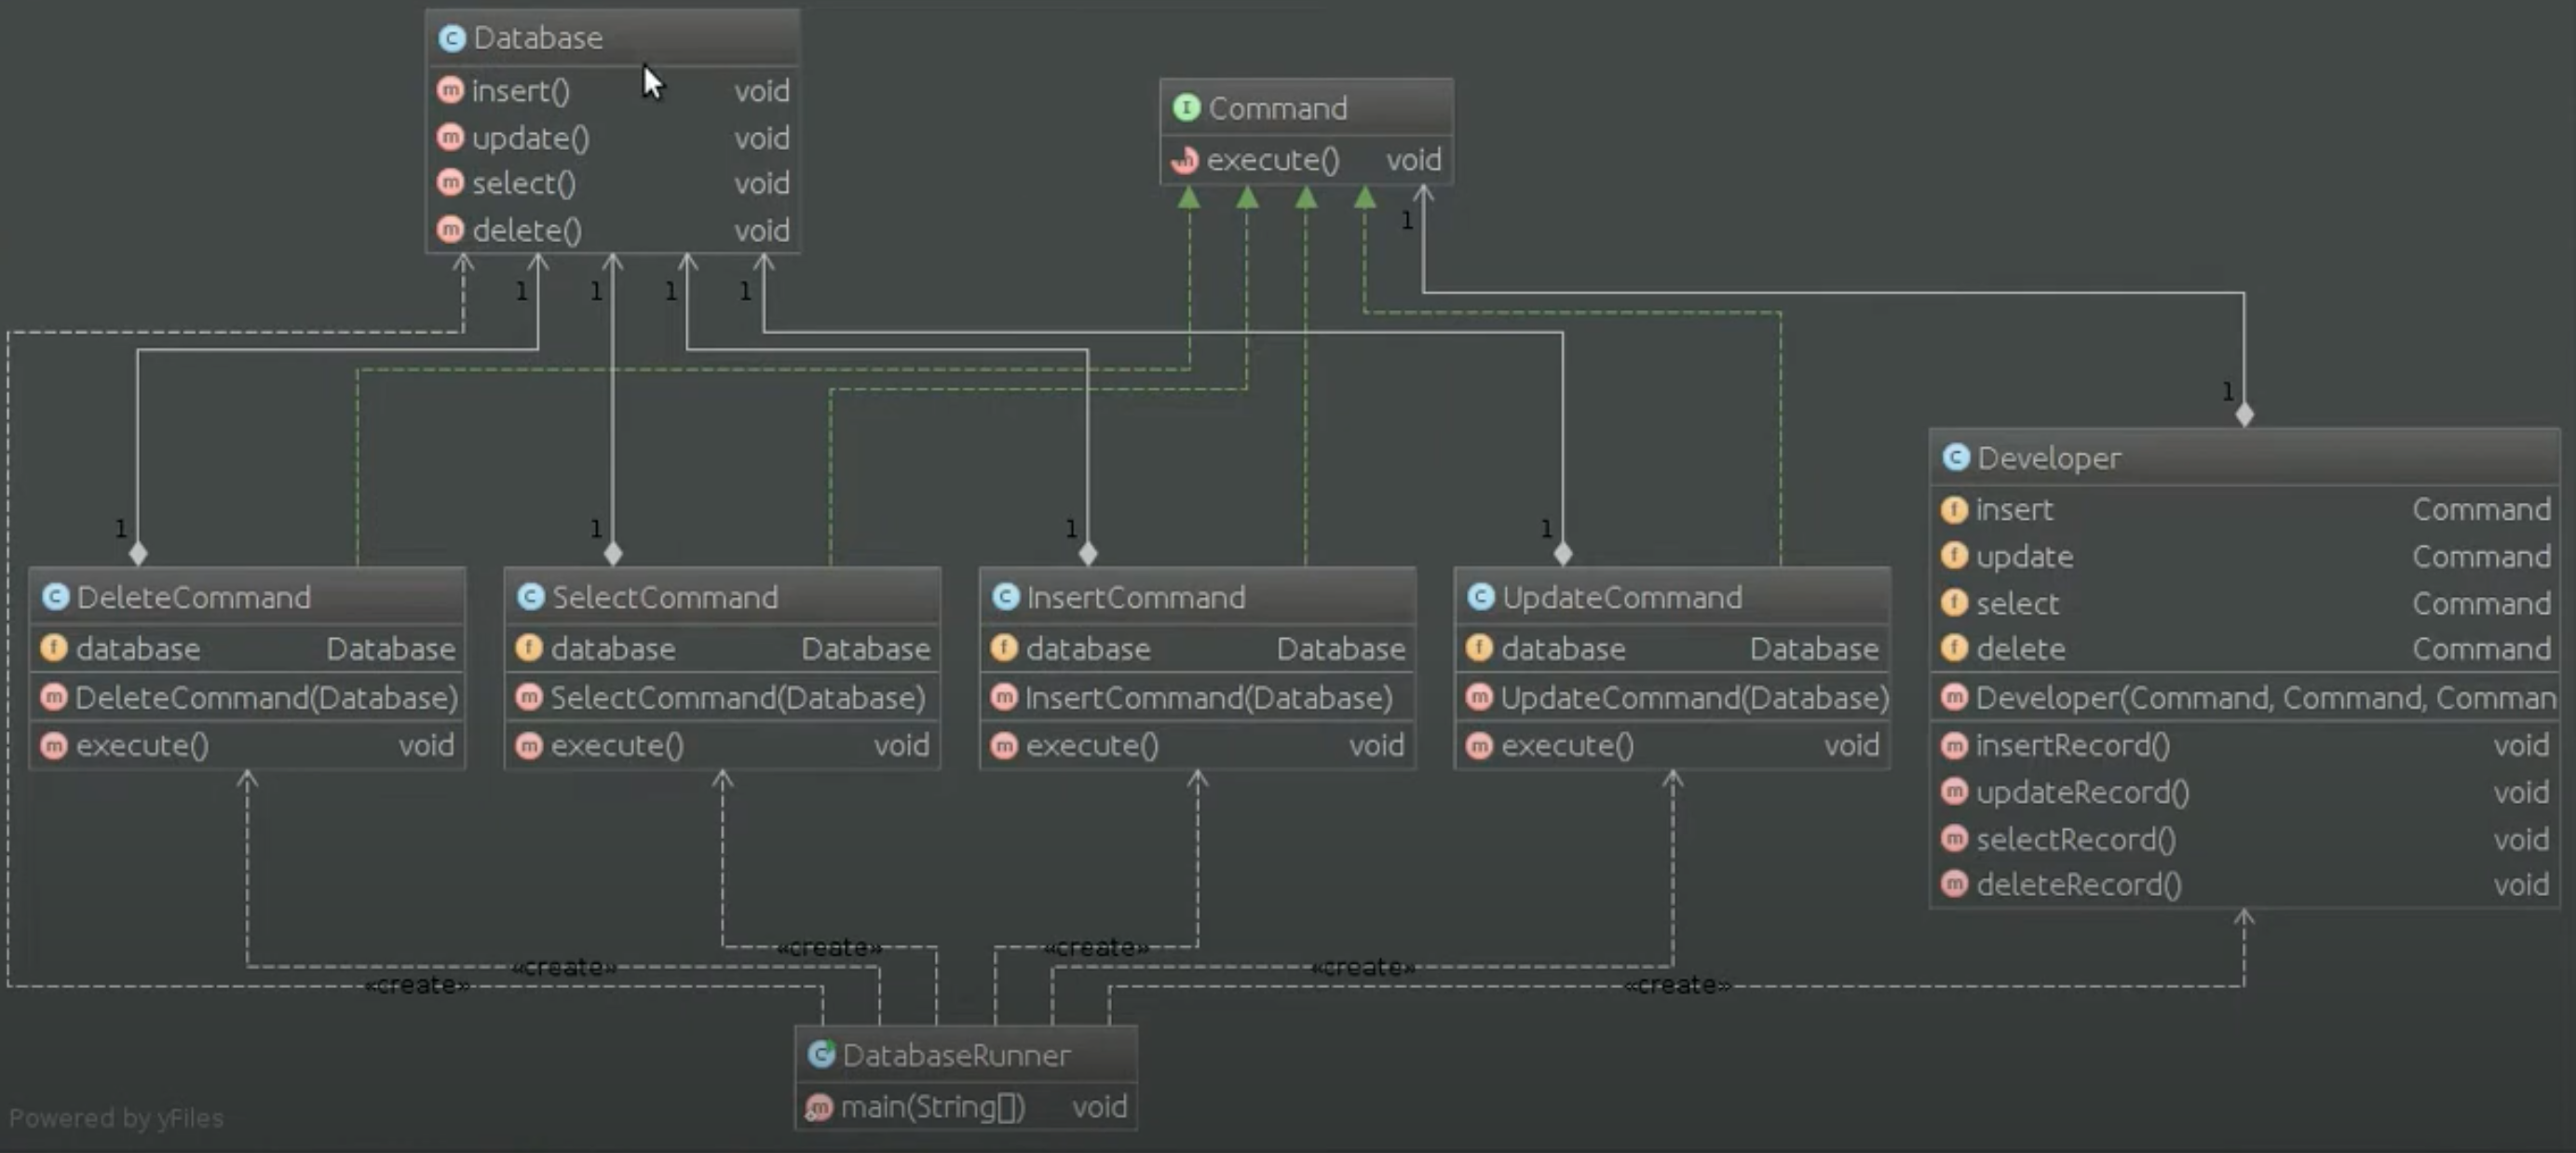 Database
insert() void
update() void
select() void
delete() void
Command
execute() void
1
1 1 1 1
1
1 1 1 1
Developer
insert Command
update Command
select Command
delete Command
Developer(Command, Command, Comman
insertRecord() void
updateRecord() void
selectRecord() void
deleteRecord() void
DeleteCommand
database Database
DeleteCommand(Database)
execute() void
SelectCommand
database Database
SelectCommand(Database)
execute() void
InsertCommand
database Database
InsertCommand(Database)
execute() void
UpdateCommand
database Database
UpdateCommand(Database)
execute() void
«create» «create»
«create» «create»
«create» «create»
DatabaseRunner
main(String[]) void
Powered by yFiles